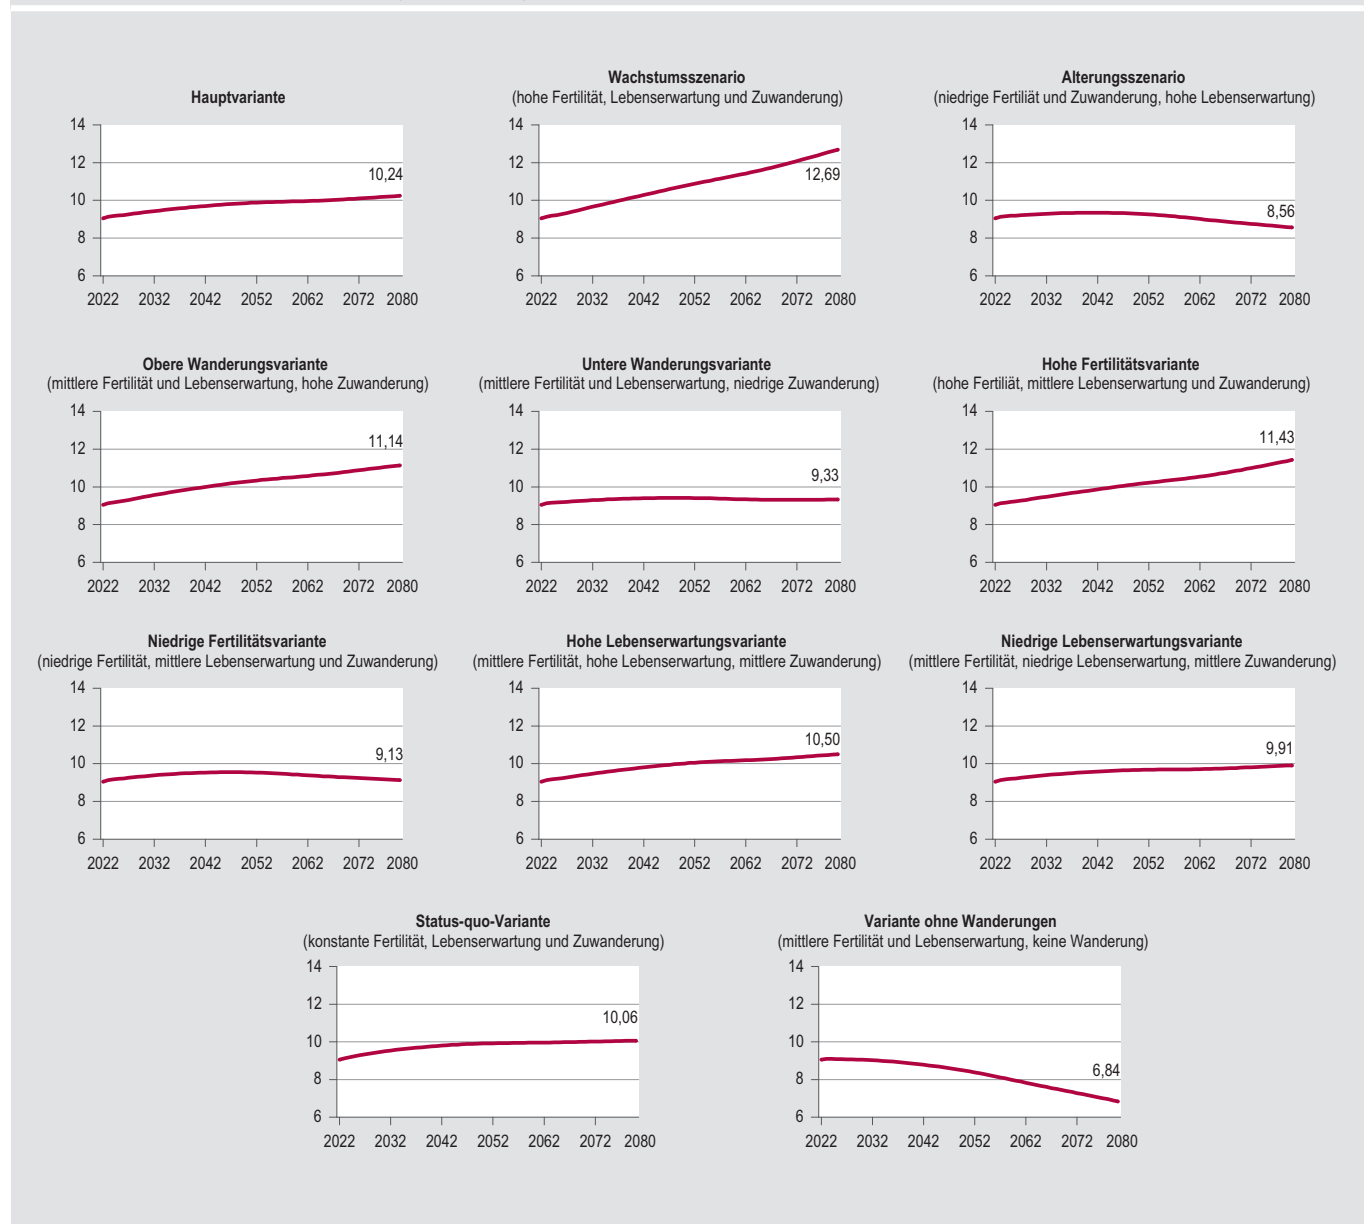 Hauptvariante
14
12
10
8
6
10,24
2022 2032 2042 2052 2062 2072 2080
Wachstumsszenario
(hohe Fertilität, Lebenserwartung und Zuwanderung)
14
12
10
8
6
12,69
2022 2032 2042 2052 2062 2072 2080
Alterungsszenario
(niedrige Fertiliät und Zuwanderung, hohe Lebenserwartung)
14
12
10
8
6
8,56
2022 2032 2042 2052 2062 2072 2080
Obere Wanderungsvariante
(mittlere Fertilität und Lebenserwartung, hohe Zuwanderung)
14
12
10
8
6
11,14
2022 2032 2042 2052 2062 2072 2080
Untere Wanderungsvariante
(mittlere Fertilität und Lebenserwartung, niedrige Zuwanderung)
14
12
10
8
6
9,33
2022 2032 2042 2052 2062 2072 2080
Hohe Fertilitätsvariante
(hohe Fertiliät, mittlere Lebenserwartung und Zuwanderung)
14
12
10
8
6
11,43
2022 2032 2042 2052 2062 2072 2080
Niedrige Fertilitätsvariante
(niedrige Fertilität, mittlere Lebenserwartung und Zuwanderung)
14
12
10
8
6
9,13
2022 2032 2042 2052 2062 2072 2080
Hohe Lebenserwartungsvariante
(mittlere Fertilität, hohe Lebenserwartung, mittlere Zuwanderung)
14
12
10
8
6
10,50
2022 2032 2042 2052 2062 2072 2080
Niedrige Lebenserwartungsvariante
(mittlere Fertilität, niedrige Lebenserwartung, mittlere Zuwanderung)
14
12
10
8
6
9,91
2022 2032 2042 2052 2062 2072 2080
Status-quo-Variante
(konstante Fertilität, Lebenserwartung und Zuwanderung)
14
12
10
8
6
10,06
2022 2032 2042 2052 2062 2072 2080
Variante ohne Wanderungen
(mittlere Fertilität und Lebenserwartung, keine Wanderung)
14
12
10
8
6
6,84
2022 2032 2042 2052 2062 2072 2080